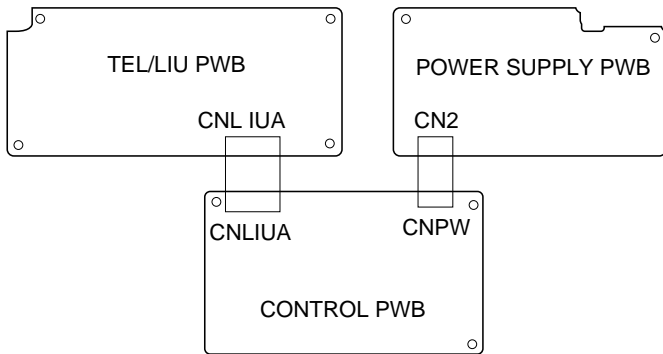 TEL/LIU PWB
POWER SUPPLY PWB
CNL IUA
CN2
CNLIUA
CNPW
CONTROL PWB